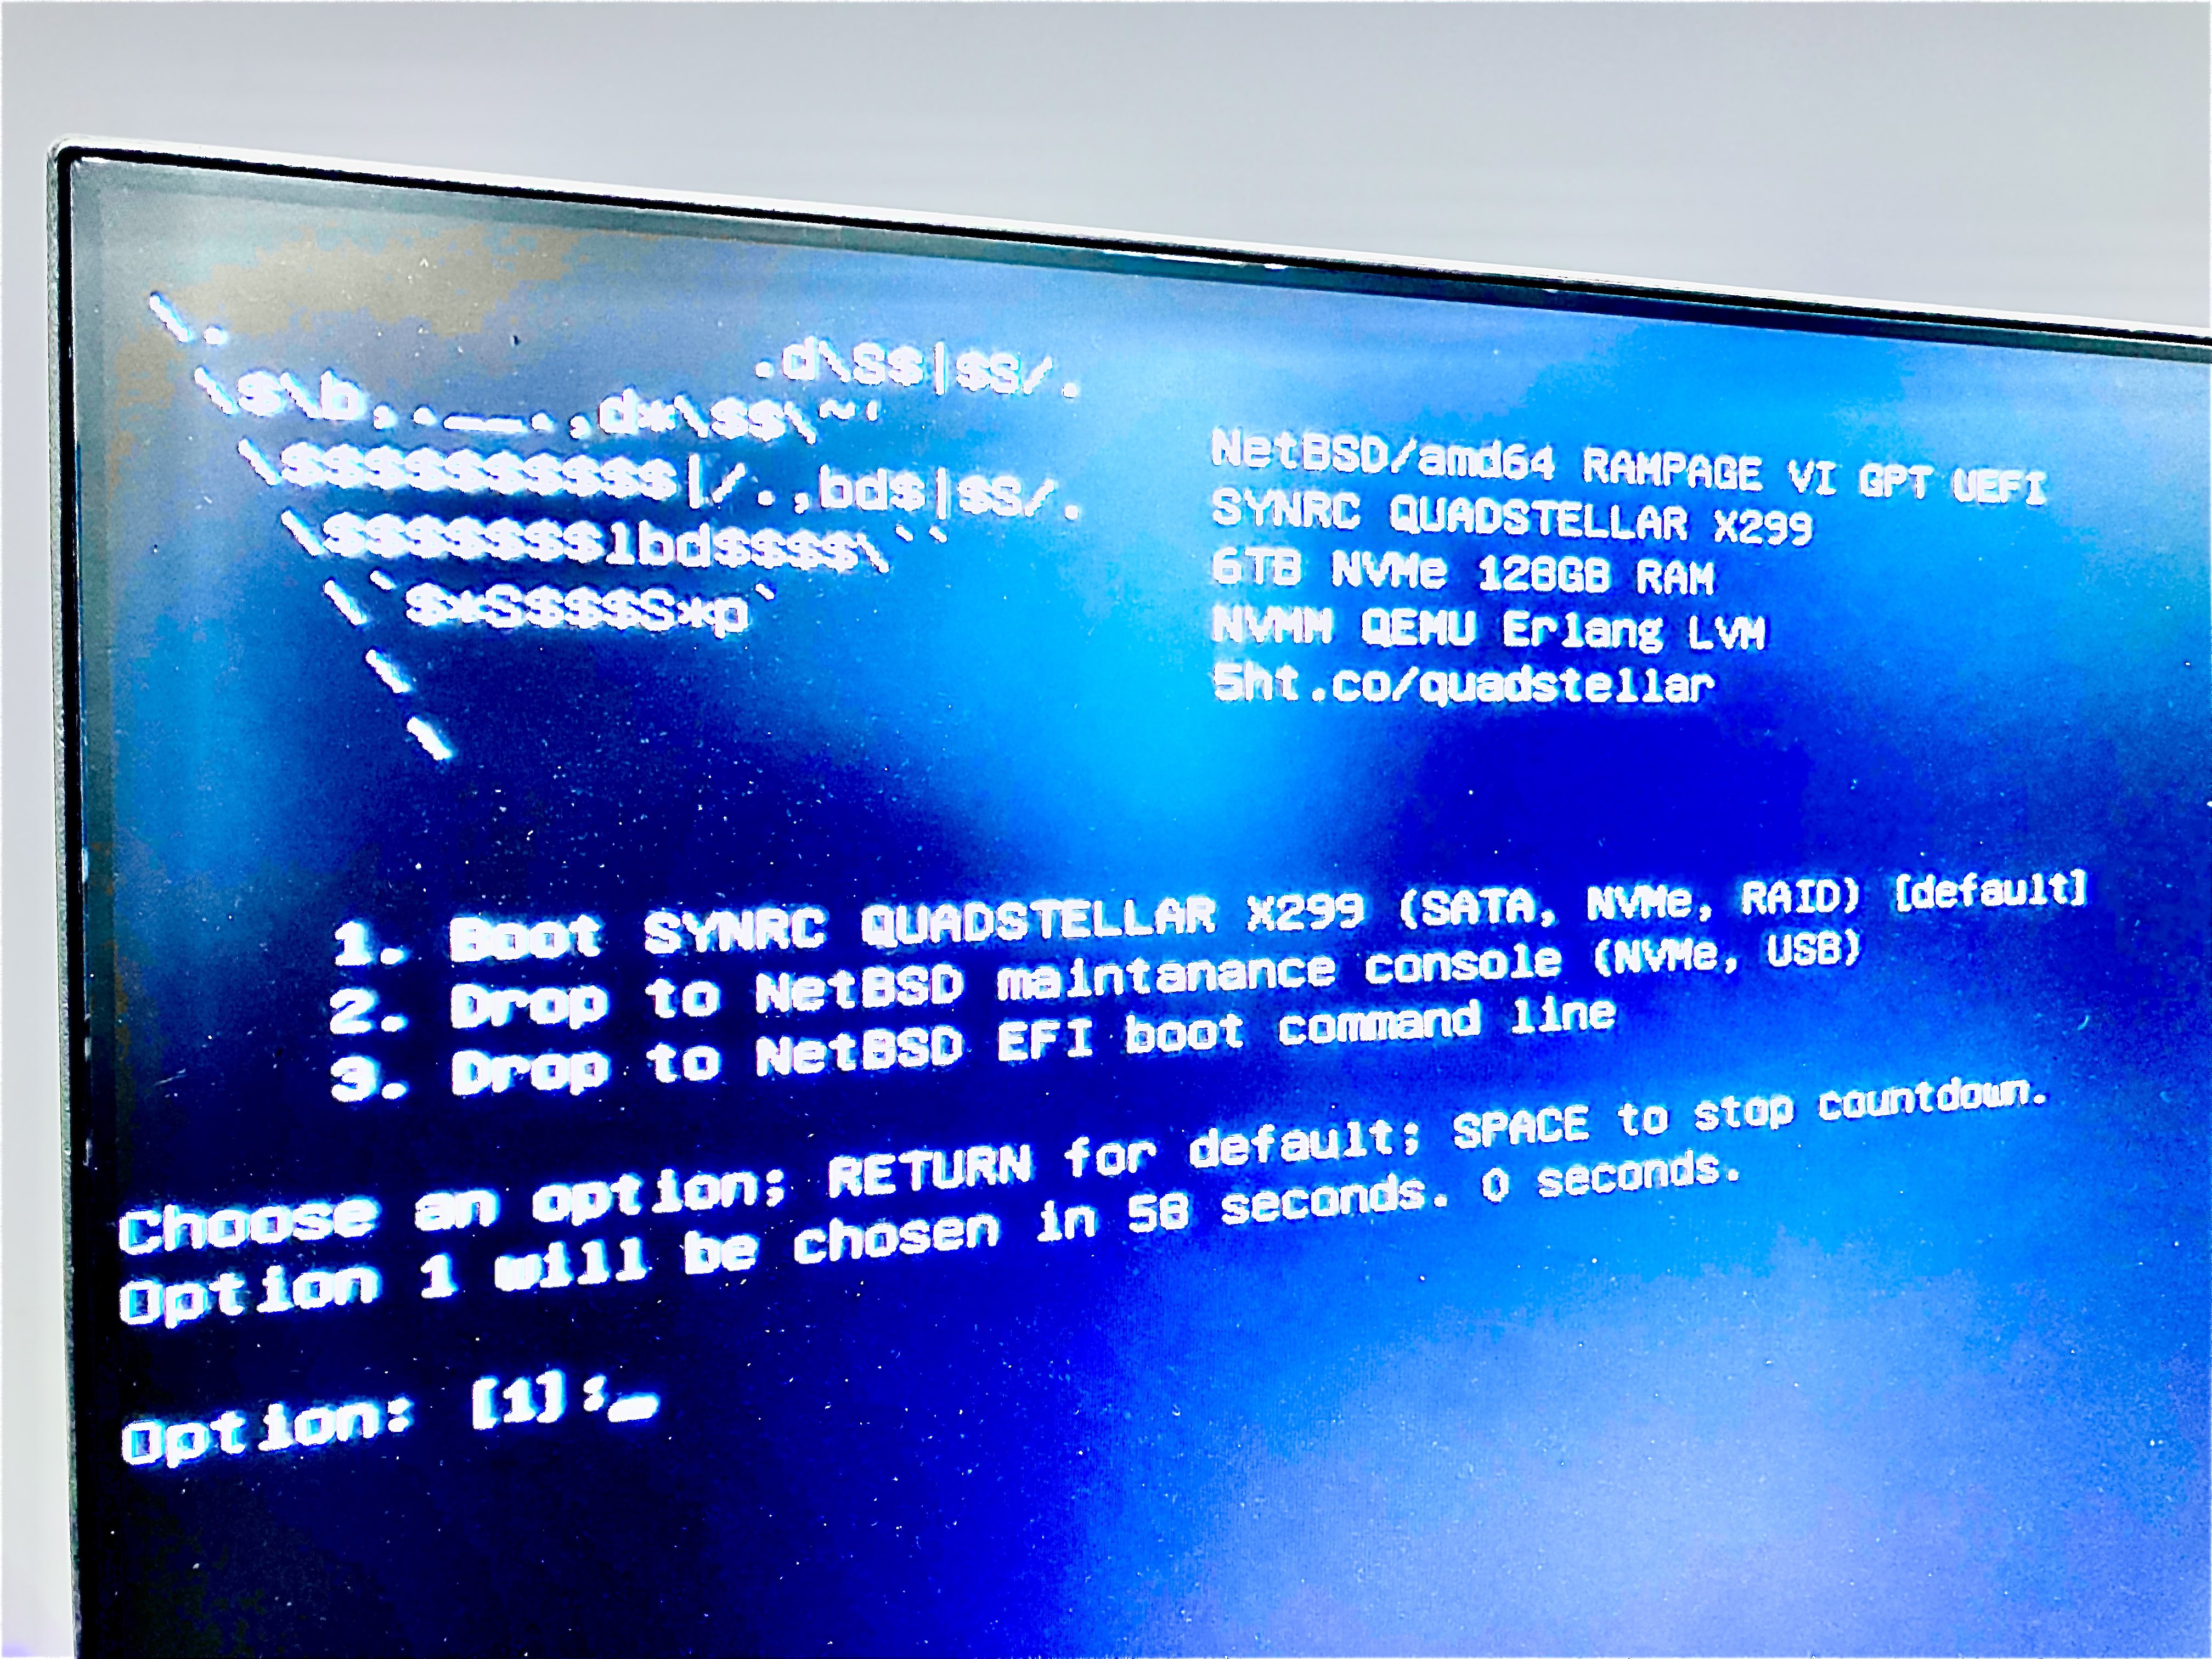 \.
.d\SS|$S/.
\S\b,.__.,d*\$$\~'
\$$$$$$$$$$|/.,bd$|$S/.
\$$$$$$$lbd$$$$\``
\`$*S$$$$S*p`
\
\
NetBSD/amd64 RAMPAGE VI GPT UEFI
SYNRC QUADSTELLAR X299
6TB NVMe 128GB RAM
NVMM QEMU Erlang LVM
5ht.co/quadstellar
1. Boot SYNRC QUADSTELLAR X299 (SATA, NVMe, RAID) [default]
2. Drop to NetBSD maintanance console (NVMe, USB)
3. Drop to NetBSD EFI boot command line
Choose an option; RETURN for default; SPACE to stop countdown.
Option 1 will be chosen in 58 seconds. 0 seconds.
Option: [1]:_